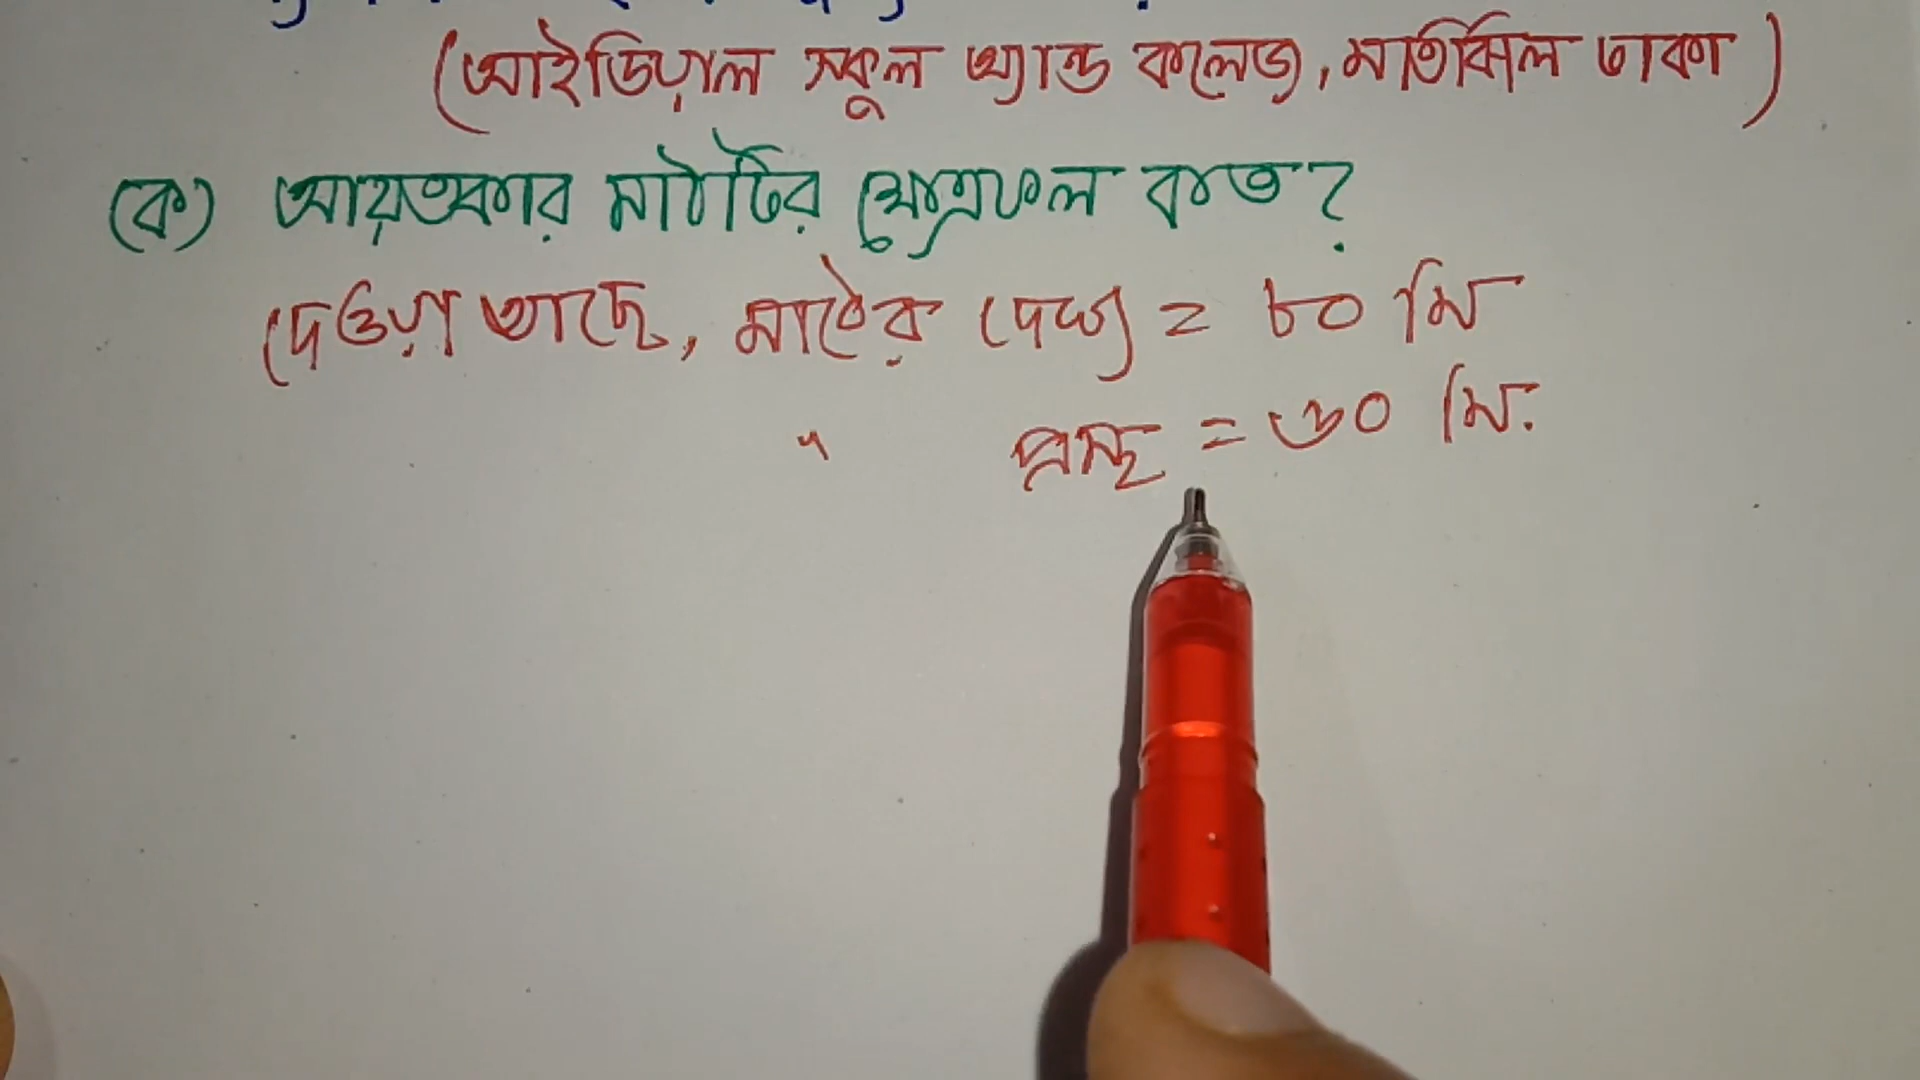 (আইডিয়াল স্কুল অ্যান্ড কলেজ, মতিঝিল ঢাকা)
(ক) আয়তকার মাঠটির ক্ষেত্রফল কত?
দেওয়া আছে, মাঠের দৈর্ঘ্য = ৮০ মি
" প্রস্থ = ৬০ মি.